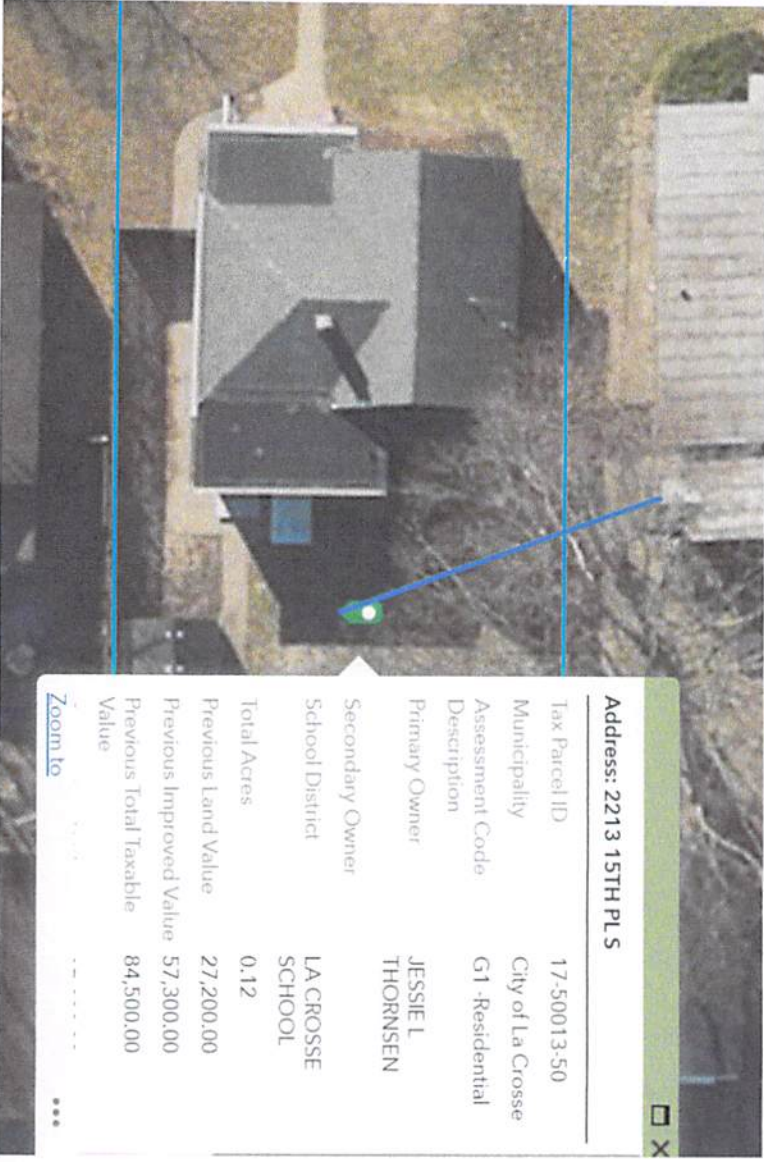 Address: 2213 15TH PL S
Tax Parcel ID 17-50013-50
Municipality City of La Crosse
Assessment Code G1 -Residential
Description
Primary Owner JESSIE L
THORNSEN
Secondary Owner
School District LA CROSSE
SCHOOL
Total Acres 0.12
Previous Land Value 27,200.00
Previous Improved Value 57,300.00
Previous Total Taxable 84,500.00
Value
Zoom to